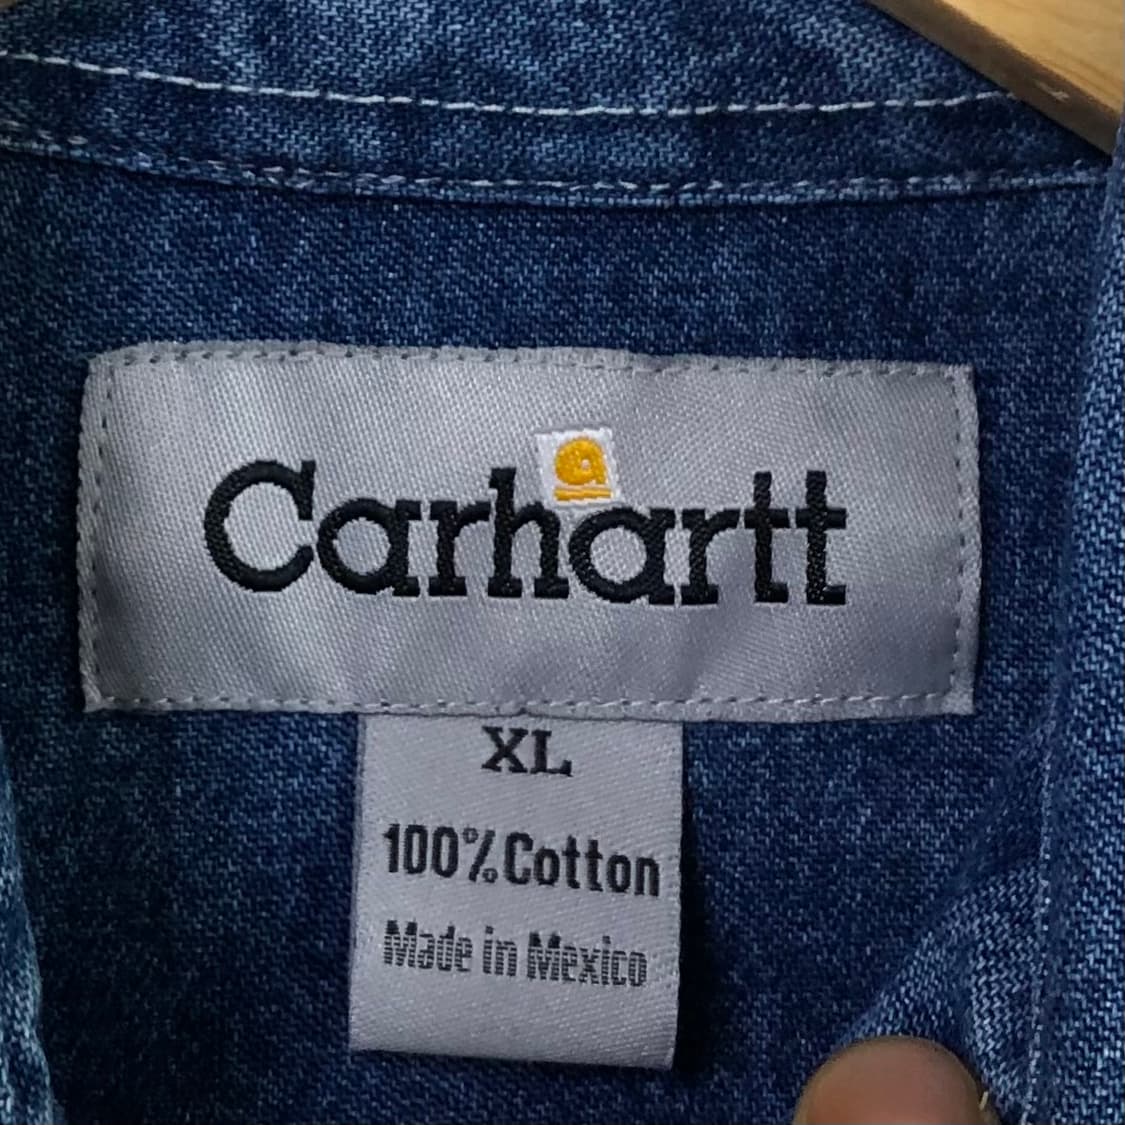 Carhartt
XL
100% Cotton
Made in Mexico